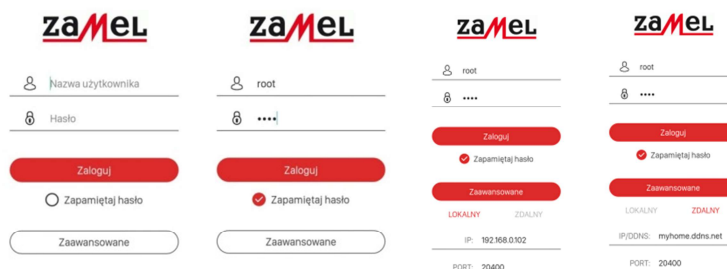 zaMeL
Nazwa użytkownika
Hasło
Zaloguj
Zapamiętaj hasło
Zaawansowane
zaMeL
root
••••
Zaloguj
Zapamiętaj hasło
Zaawansowane
zaMeL
root
••••
Zaloguj
Zapamiętaj hasło
Zaawansowane
LOKALNY ZDALNY
IP: 192.168.0.102
PORT: 20400
zaMeL
root
••••
Zaloguj
Zapamiętaj hasło
Zaawansowane
LOKALNY ZDALNY
IP/DDNS: myhome.ddns.net
PORT: 20400